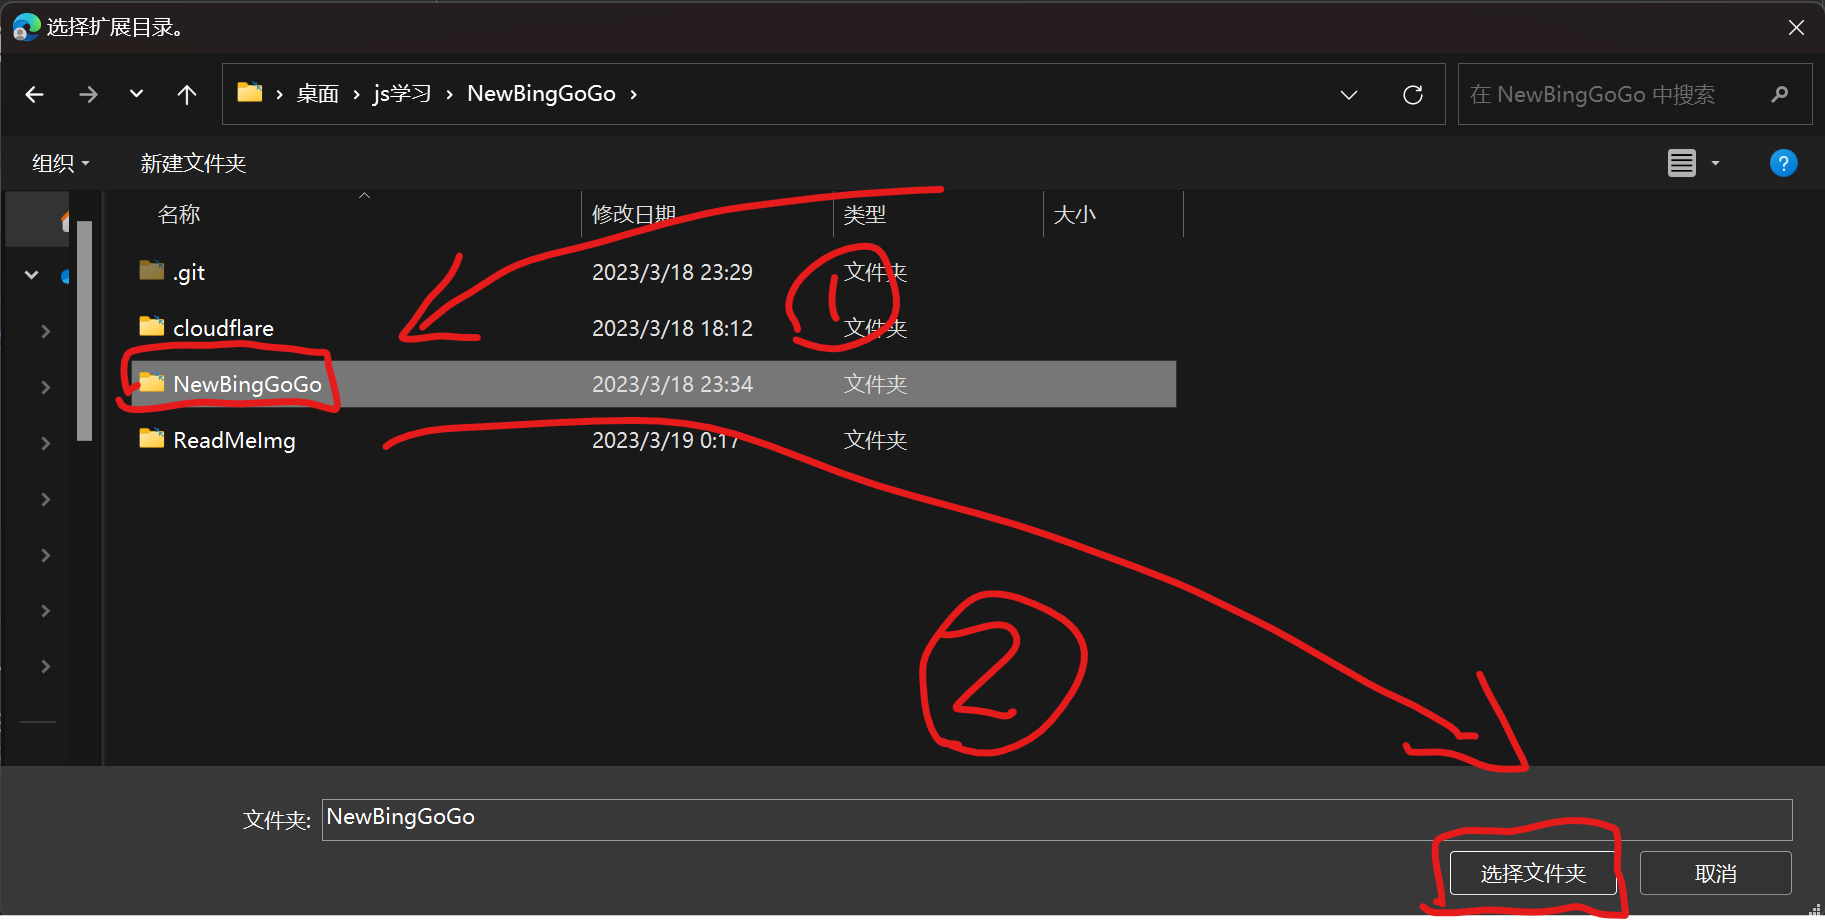 选择扩展目录。
桌面 › js学习 › NewBingGoGo ›
在 NewBingGoGo 中搜索
组织 新建文件夹
?
名称 修改日期 类型 大小
.git 2023/3/18 23:29 文件夹
cloudflare 2023/3/18 18:12 文件夹
1
NewBingGoGo 2023/3/18 23:34 文件夹
ReadMeImg 2023/3/19 0:17 文件夹
2
文件夹: NewBingGoGo
选择文件夹 取消